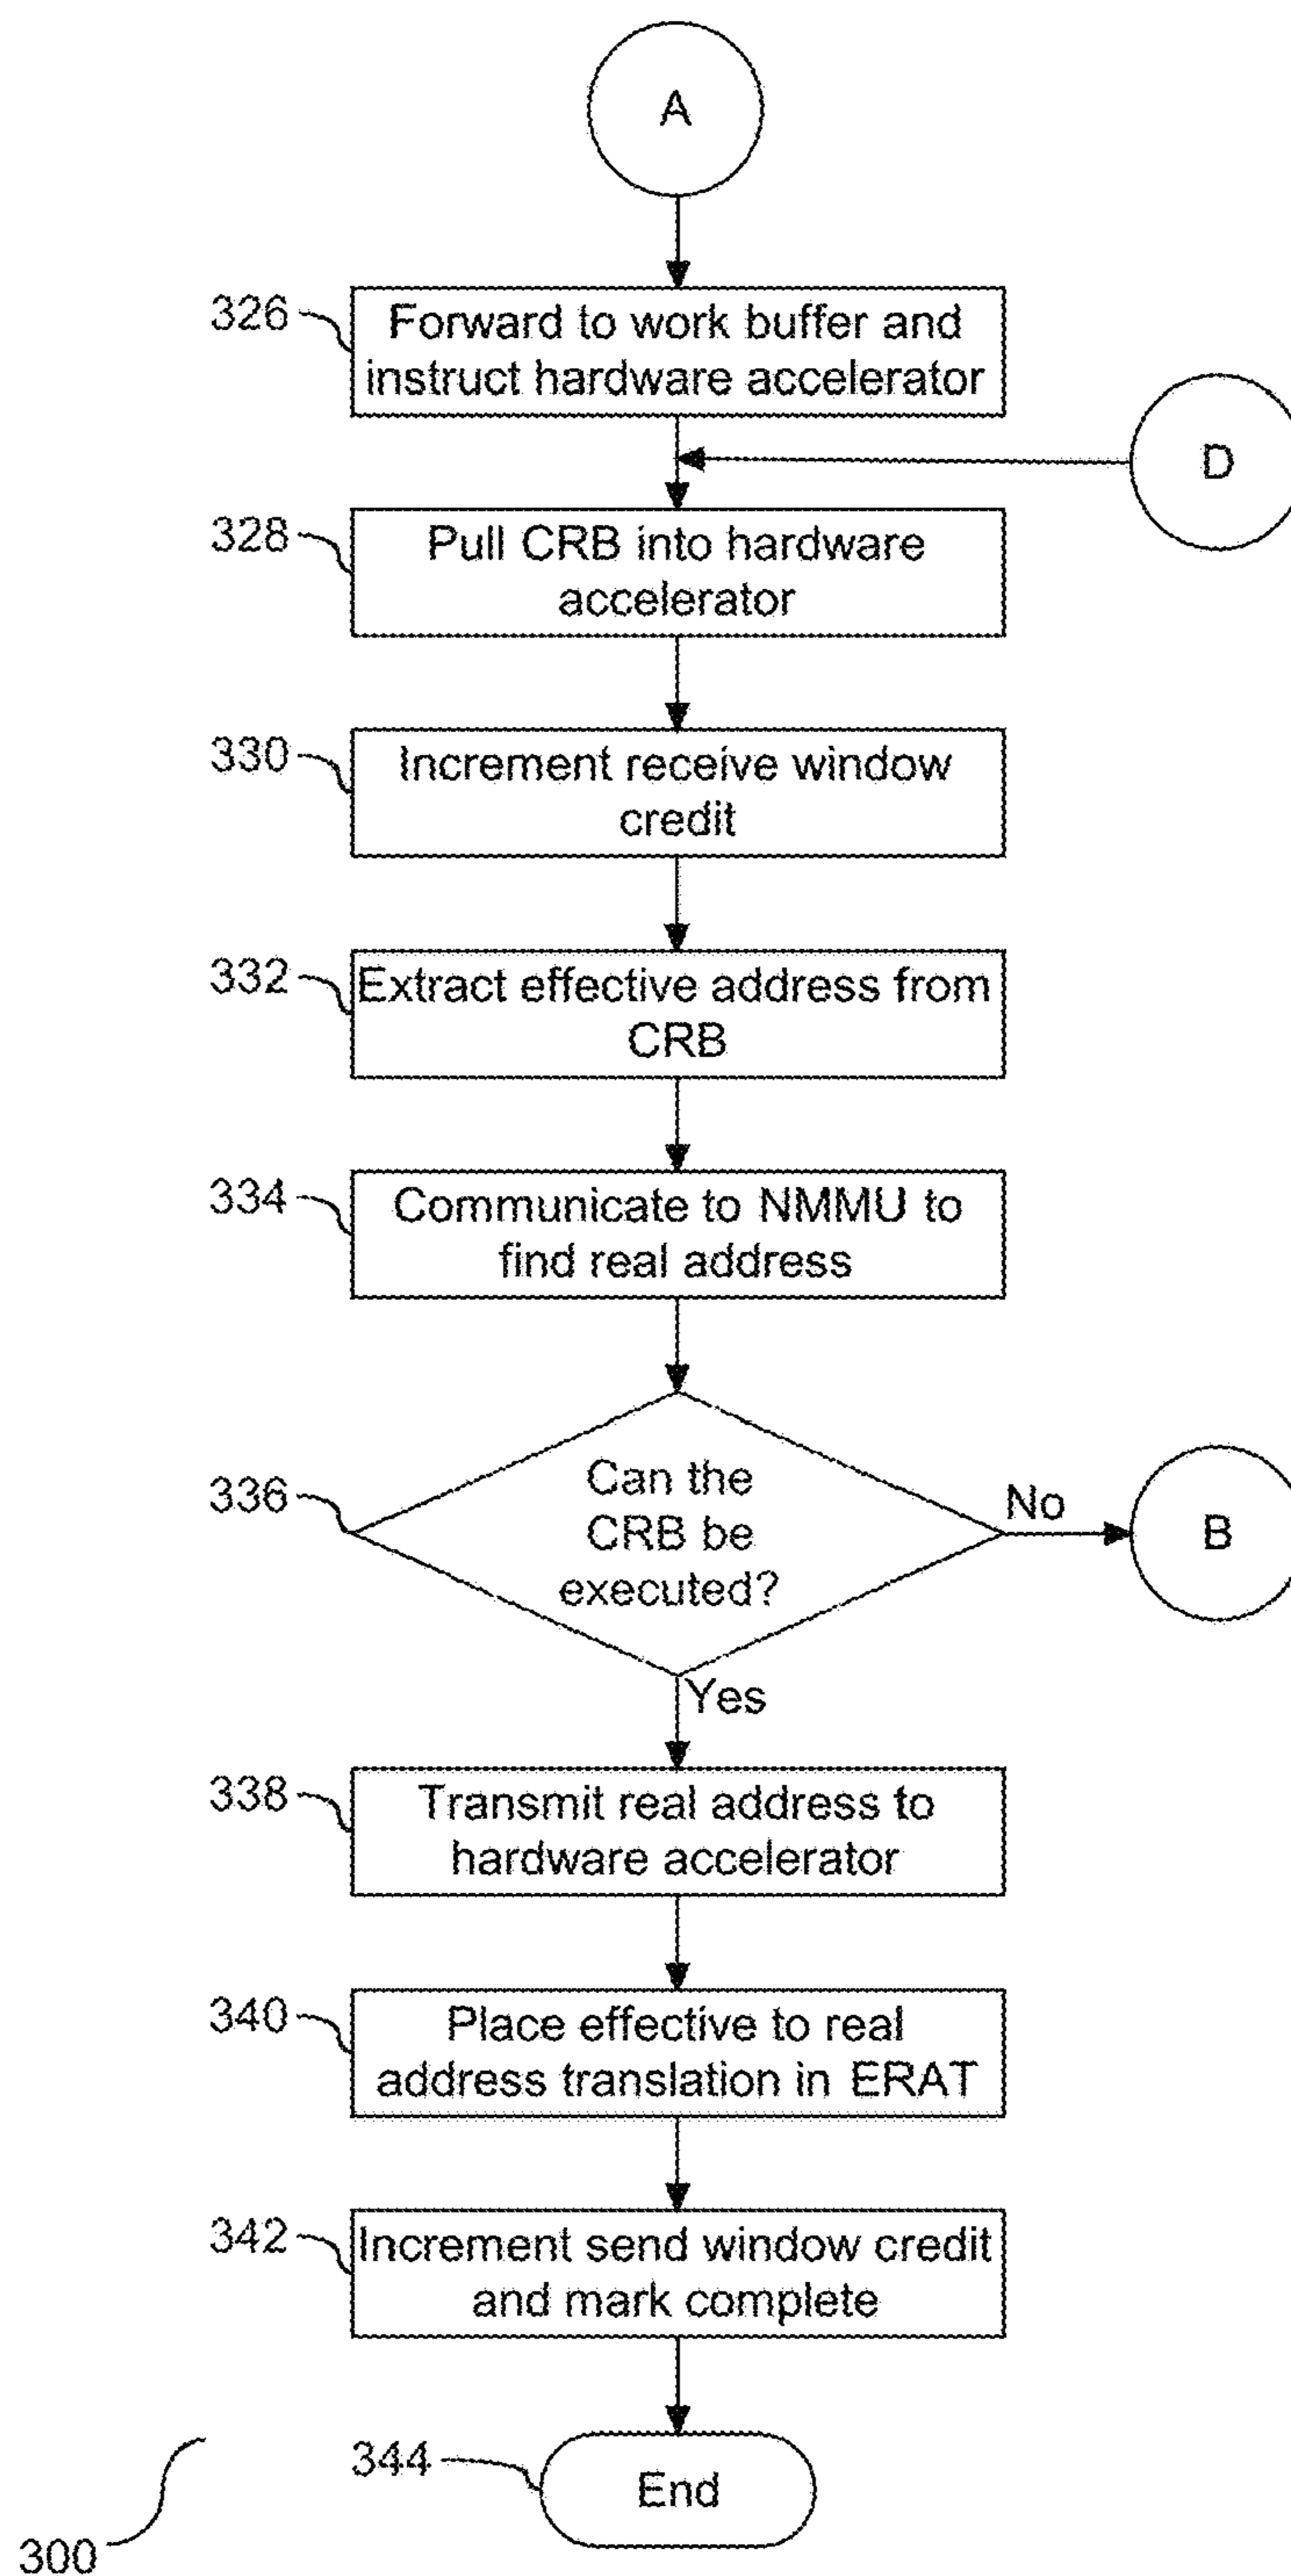 A
326
Forward to work buffer and
instruct hardware accelerator
D
328
Pull CRB into hardware
accelerator
330
Increment receive window
credit
332
Extract effective address from
CRB
334
Communicate to NMMU to
find real address
336
Can the
CRB be
executed?
No
B
Yes
338
Transmit real address to
hardware accelerator
340
Place effective to real
address translation in ERAT
342
Increment send window credit
and mark complete
344
End
300